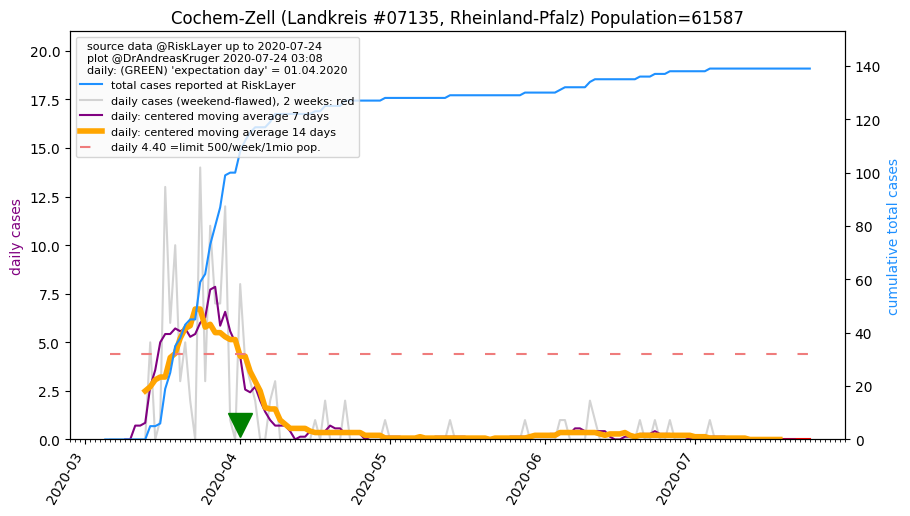 Cochem-Zell (Landkreis #07135, Rheinland-Pfalz) Population=61587
source data @RiskLayer up to 2020-07-24
plot @DrAndreasKruger 2020-07-24 03:08
daily: (GREEN) 'expectation day' = 01.04.2020
total cases reported at RiskLayer
daily cases (weekend-flawed), 2 weeks: red
daily: centered moving average 7 days
daily: centered moving average 14 days
daily 4.40 =limit 500/week/1mio pop.
daily cases
20.0
17.5
15.0
12.5
10.0
7.5
5.0
2.5
0.0
140
120
100
80
60
40
20
0
cumulative total cases
2020-03
2020-04
2020-05
2020-06
2020-07